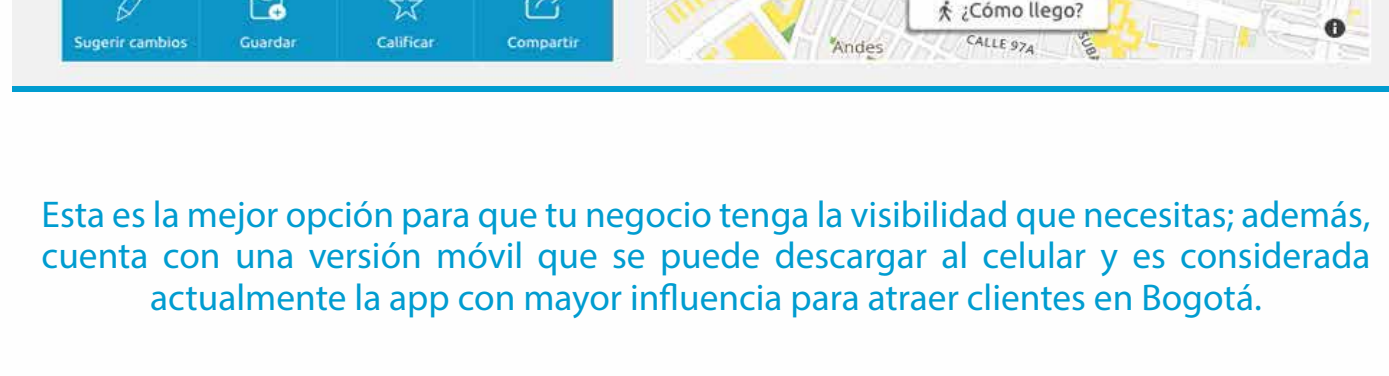 Sugerir cambios
Guardar
Calificar
Compartir
¿Cómo llego?
Andes
CALLE 97A
SUBA
Esta es la mejor opción para que tu negocio tenga la visibilidad que necesitas; además,
cuenta con una versión móvil que se puede descargar al celular y es considerada
actualmente la app con mayor influencia para atraer clientes en Bogotá.